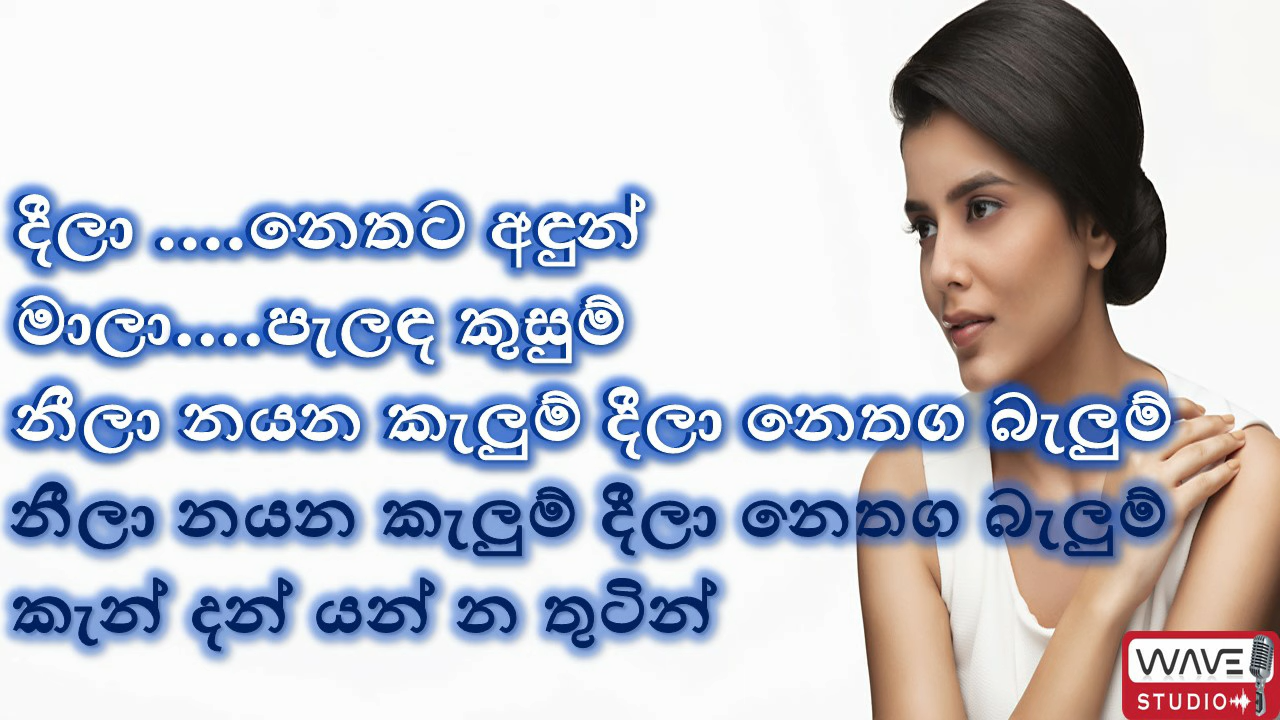 දීලා ....නෙතට අඳුන්
මාලා....පැලඳ කුසුම්
නීලා නයන කැලුම් දීලා නෙතග බැලුම්
නීලා නයන කැලුම් දීලා නෙතග බැලුම්
කැන් දන් යන් න තුටින්
WAVE
STUDIO